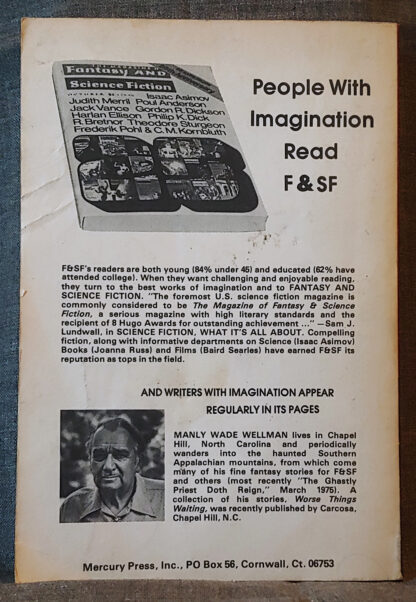 Fantasy AND
Science Fiction
OCTOBER
Judith Merril Isaac Asimov
Jack Vance Poul Anderson
Harlan Ellison Gordon R. Dickson
R. Bretnor Philip K. Dick
Theodore Sturgeon
Frederik Pohl & C.M. Kornbluth
People With
Imagination
Read
F & SF
F&SF's readers are both young (84% under 45) and educated (62% have
attended college). When they want challenging and enjoyable reading,
they turn to the best works of imagination and to FANTASY AND
SCIENCE FICTION. "The foremost U.S. science fiction magazine is
commonly considered to be The Magazine of Fantasy & Science
Fiction, a serious magazine with high literary standards and the
recipient of 8 Hugo Awards for outstanding achievement ..." —Sam J.
Lundwall, in SCIENCE FICTION, WHAT IT'S ALL ABOUT. Compelling
fiction, along with informative departments on Science (Isaac Asimov)
Books (Joanna Russ) and Films (Baird Searles) have earned F&SF its
reputation as tops in the field.
AND WRITERS WITH IMAGINATION APPEAR
REGULARLY IN ITS PAGES
MANLY WADE WELLMAN lives in Chapel
Hill, North Carolina and periodically
wanders into the haunted Southern
Appalachian mountains, from which come
many of his fine fantasy stories for F&SF
and others (most recently "The Ghastly
Priest Doth Reign," March 1975). A
collection of his stories, Worse Things
Waiting, was recently published by Carcosa,
Chapel Hill, N.C.
Mercury Press, Inc., PO Box 56, Cornwall, Ct. 06753